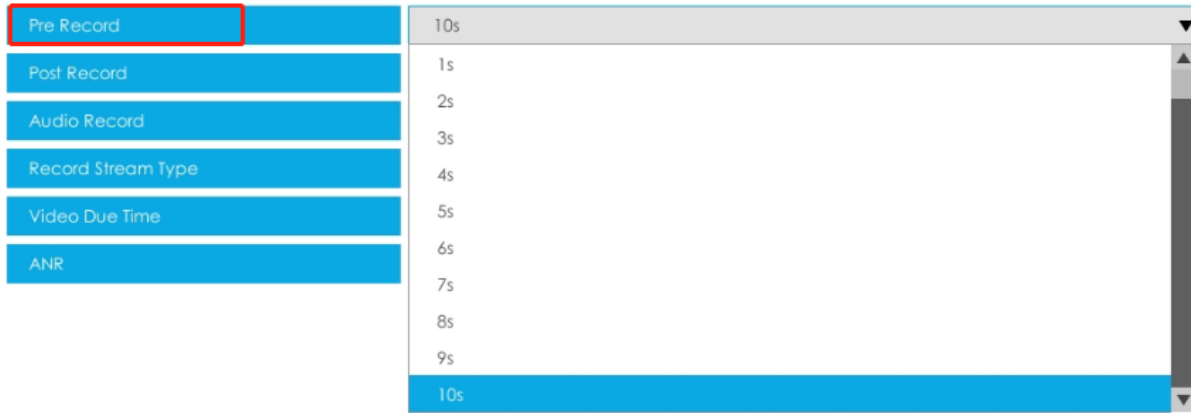 Pre Record 10s
Post Record
Audio Record
Record Stream Type
Video Due Time
ANR
1s
2s
3s
4s
5s
6s
7s
8s
9s
10s